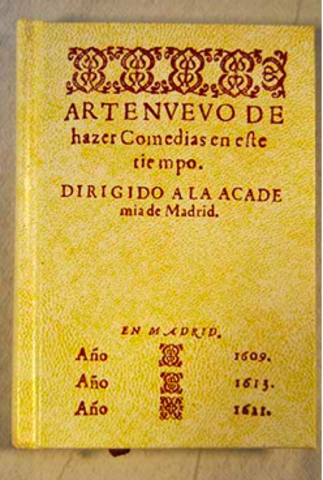 ARTE NVEVO DE
hazer Comedias en eſte
tiempo.
DIRIGIDO A LA ACADE
mia de Madrid.
EN MADRID.
Año 1609.
Año 1613.
Año 1621.